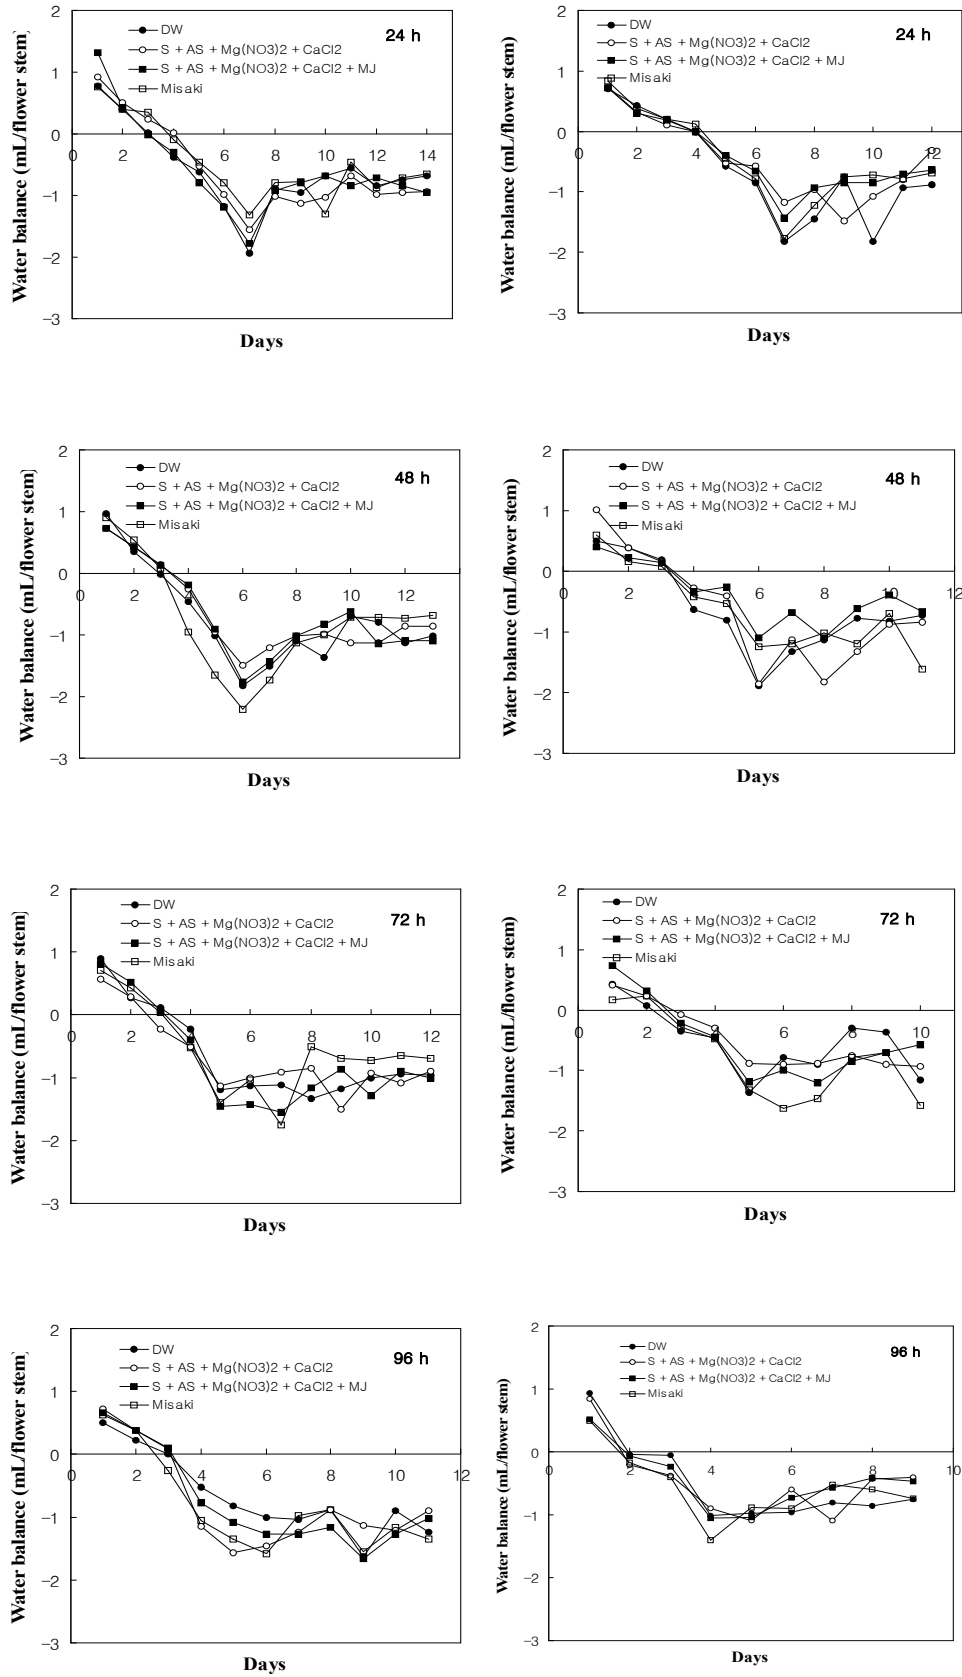 Water balance (mL/flower stem)
2
1
0
−1
−2
−3
0 2 4 6 8 10 12 14
DW
S + AS + Mg(NO3)2 + CaCl2
S + AS + Mg(NO3)2 + CaCl2 + MJ
Misaki
24 h
Days
Water balance (mL/flower stem)
2
1
0
−1
−2
−3
0 2 4 6 8 10 12
DW
S + AS + Mg(NO3)2 + CaCl2
S + AS + Mg(NO3)2 + CaCl2 + MJ
Misaki
24 h
Days
Water balance (mL/flower stem)
2
1
0
−1
−2
−3
0 2 4 6 8 10 12
DW
S + AS + Mg(NO3)2 + CaCl2
S + AS + Mg(NO3)2 + CaCl2 + MJ
Misaki
48 h
Days
Water balance (mL/flower stem)
2
1
0
−1
−2
−3
0 2 4 6 8 10 12
DW
S + AS + Mg(NO3)2 + CaCl2
S + AS + Mg(NO3)2 + CaCl2 + MJ
Misaki
48 h
Days
Water balance (mL/flower stem)
2
1
0
−1
−2
−3
0 2 4 6 8 10 12
DW
S + AS + Mg(NO3)2 + CaCl2
S + AS + Mg(NO3)2 + CaCl2 + MJ
Misaki
72 h
Days
Water balance (mL/flower stem)
2
1
0
−1
−2
−3
0 2 4 6 8 10
DW
S + AS + Mg(NO3)2 + CaCl2
S + AS + Mg(NO3)2 + CaCl2 + MJ
Misaki
72 h
Days
Water balance (mL/flower stem)
2
1
0
−1
−2
−3
0 2 4 6 8 10 12
DW
S + AS + Mg(NO3)2 + CaCl2
S + AS + Mg(NO3)2 + CaCl2 + MJ
Misaki
96 h
Days
Water balance (mL/flower stem)
2
1
0
−1
−2
−3
0 2 4 6 8 10
DW
S + AS + Mg(NO3)2 + CaCl2
S + AS + Mg(NO3)2 + CaCl2 + MJ
Misaki
96 h
Days